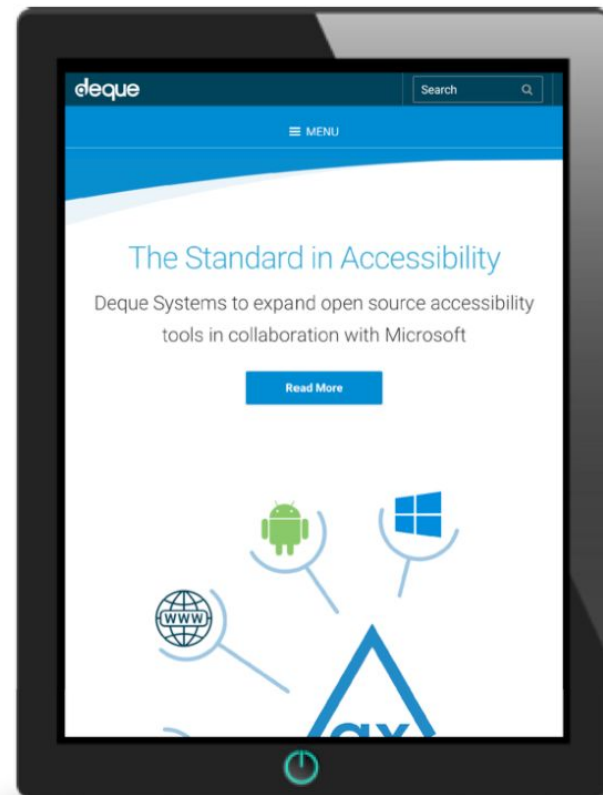 deque
Search
MENU
The Standard in Accessibility
Deque Systems to expand open source accessibility
tools in collaboration with Microsoft
Read More
WWW
ax